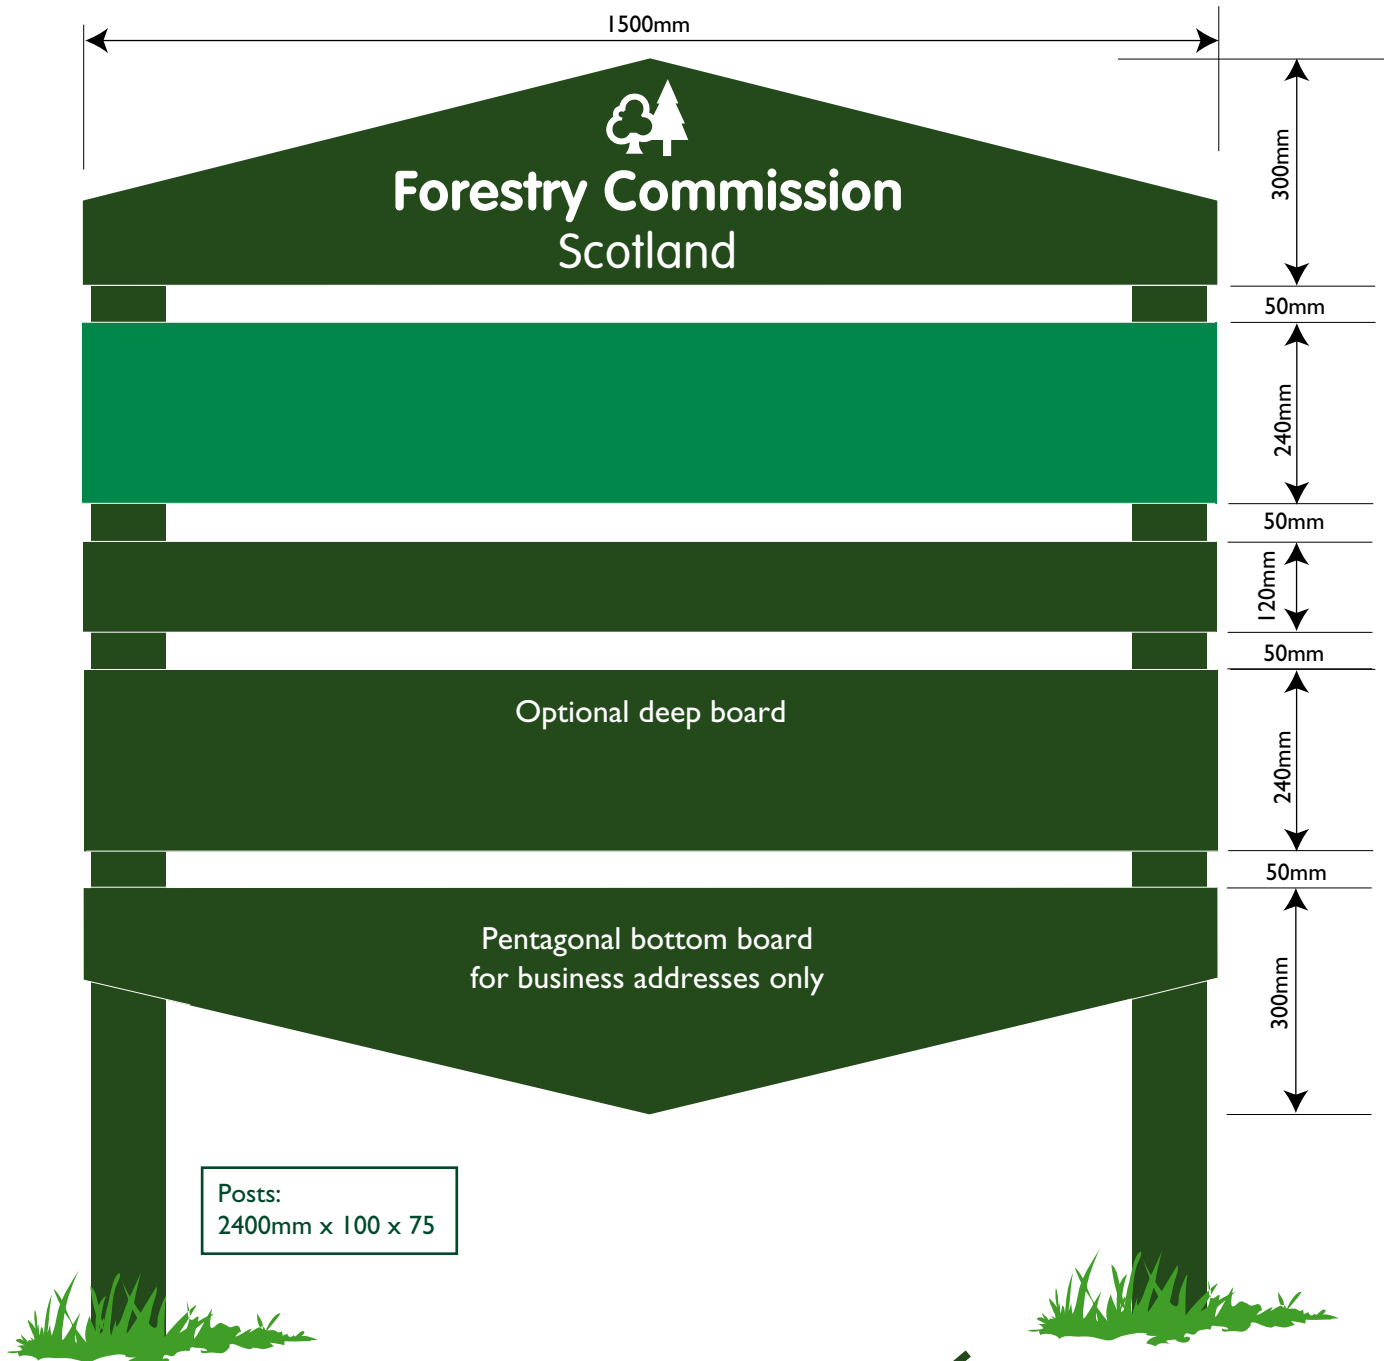 1500mm
Forestry Commission
Scotland
300mm
50mm
240mm
50mm
120mm
50mm
Optional deep board
240mm
50mm
Pentagonal bottom board
for business addresses only
300mm
Posts:
2400mm x 100 x 75